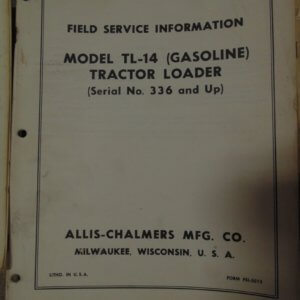 FIELD SERVICE INFORMATION
MODEL TL-14 (GASOLINE)
TRACTOR LOADER
(Serial No. 336 and Up)
ALLIS-CHALMERS MFG. CO.
MILWAUKEE, WISCONSIN, U. S. A.
LITHO. IN U. S. A.
FORM